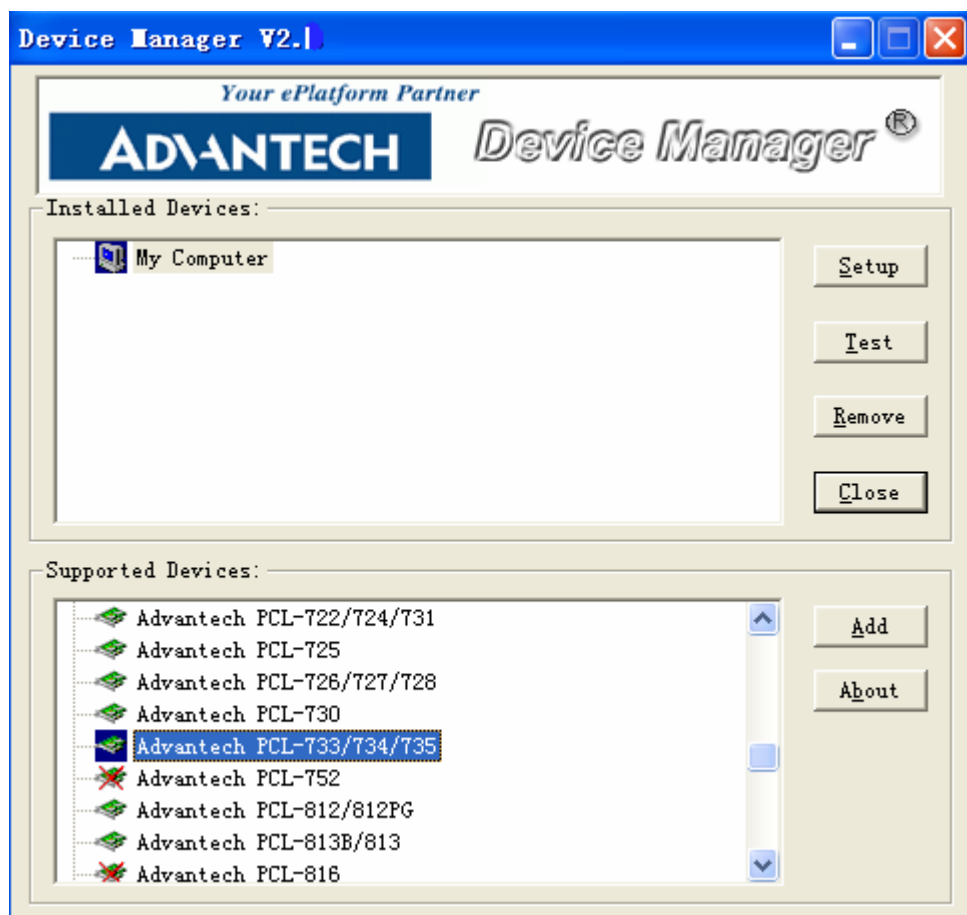 Device Manager V2.
Your ePlatform Partner
ADVANTECH
Device Manager ®
Installed Devices:
My Computer
Setup
Test
Remove
Close
Supported Devices:
Advantech PCL-722/724/731
Advantech PCL-725
Advantech PCL-726/727/728
Advantech PCL-730
Advantech PCL-733/734/735
Advantech PCL-752
Advantech PCL-812/812PG
Advantech PCL-813B/813
Advantech PCL-816
Add
About